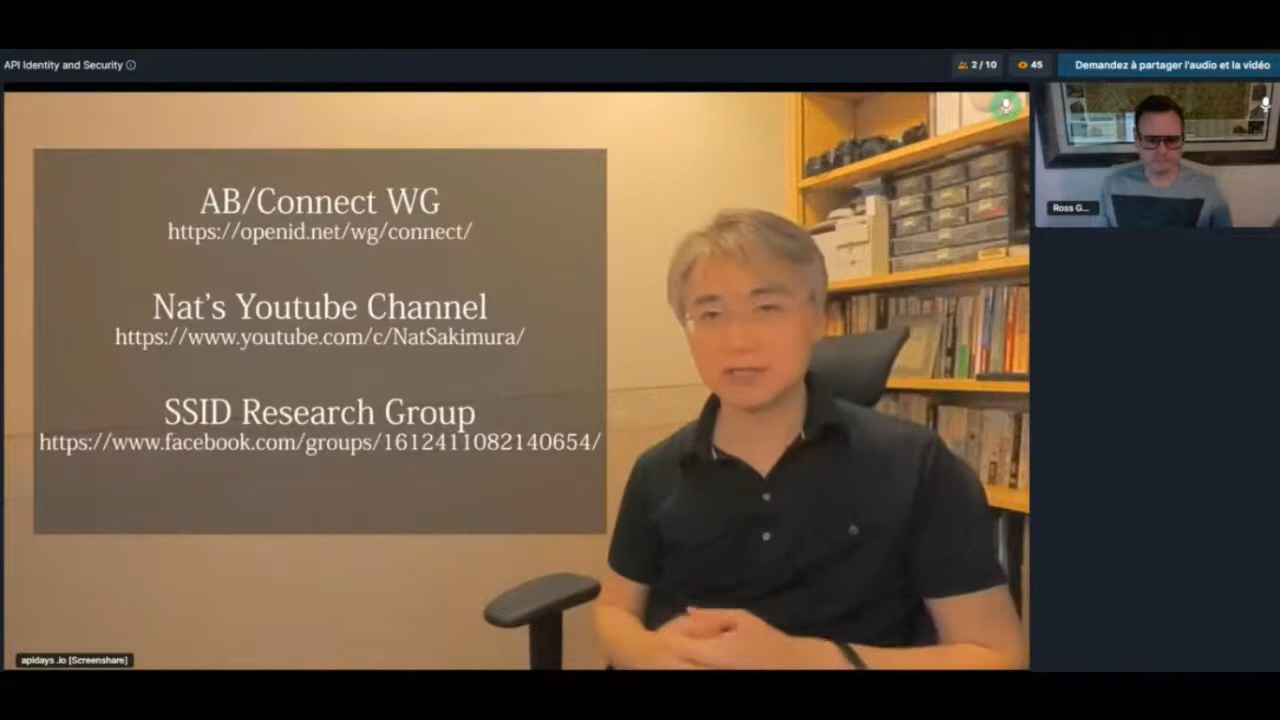 API Identity and Security
2 / 10
45
Demandez à partager l'audio et la vidéo
AB/Connect WG
https://openid.net/wg/connect/
Nat's Youtube Channel
https://www.youtube.com/c/NatSakimura/
SSID Research Group
https://www.facebook.com/groups/1612411082140654/
Ross G...
apidays .io [Screenshare]